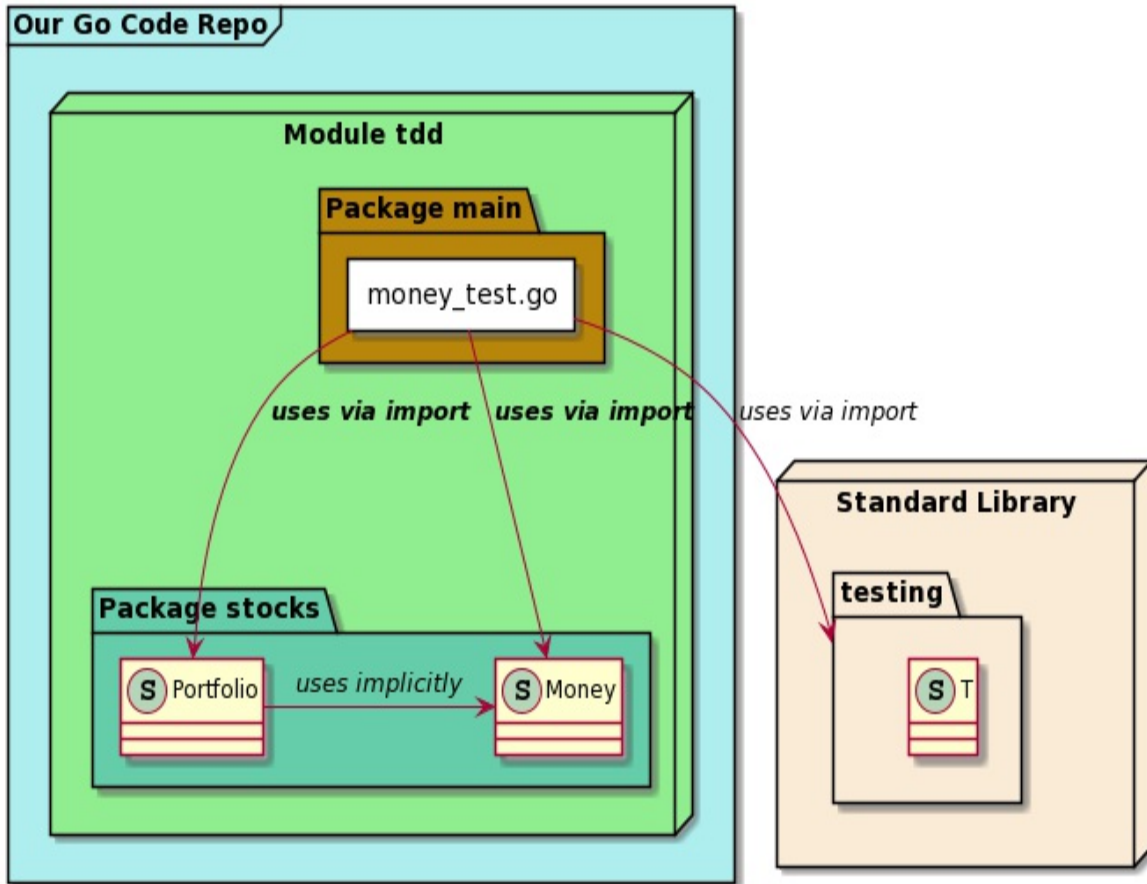 Our Go Code Repo
Module tdd
Package main
money_test.go
uses via import
uses via import
uses via import
Standard Library
testing
Package stocks
S Portfolio
uses implicitly
S Money
S T